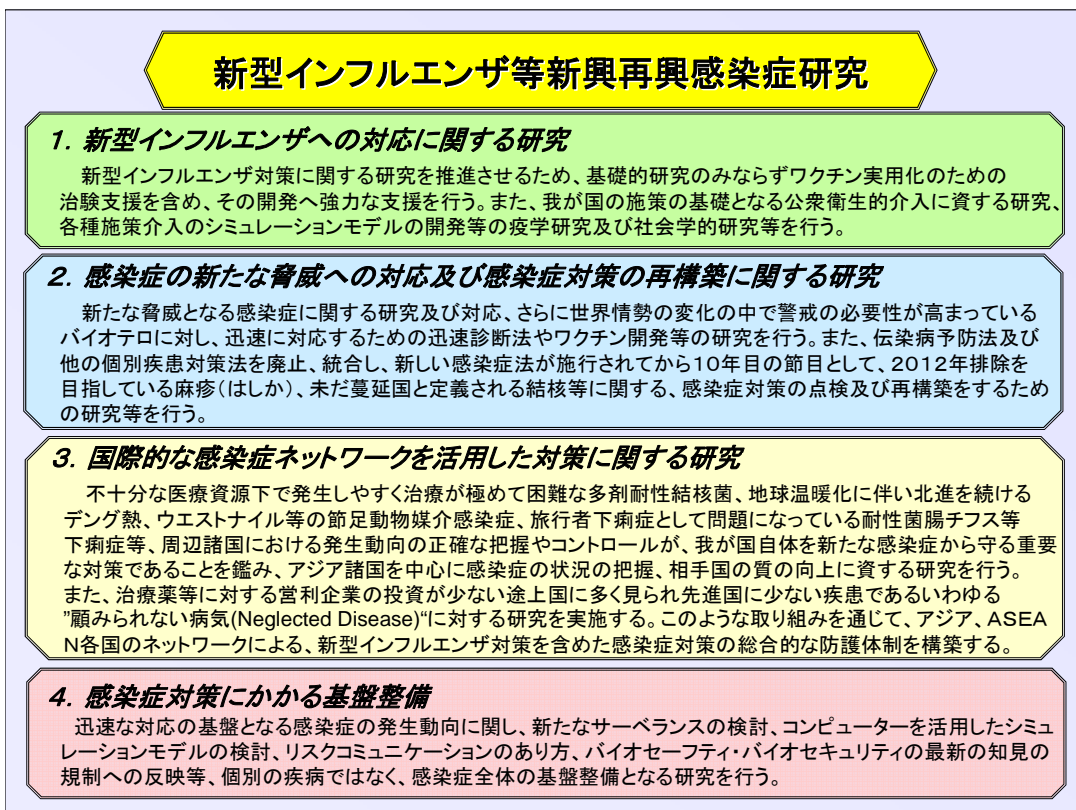 新型インフルエンザ等新興再興感染症研究
１．新型インフルエンザへの対応に関する研究
新型インフルエンザ対策に関する研究を推進させるため、基礎的研究のみならずワクチン実用化のための
治験支援を含め、その開発へ強力な支援を行う。また、我が国の施策の基礎となる公衆衛生的介入に資する研究、
各種施策介入のシミュレーションモデルの開発等の疫学研究及び社会学的研究等を行う。
２．感染症の新たな脅威への対応及び感染症対策の再構築に関する研究
新たな脅威となる感染症に関する研究及び対応、さらに世界情勢の変化の中で警戒の必要性が高まっている
バイオテロに対し、迅速に対応するための迅速診断法やワクチン開発等の研究を行う。また、伝染病予防法及び
他の個別疾患対策法を廃止、統合し、新しい感染症法が施行されてから１０年目の節目として、２０１２年排除を
目指している麻疹（はしか）、未だ蔓延国と定義される結核等に関する、感染症対策の点検及び再構築をするため
の研究等を行う。
３．国際的な感染症ネットワークを活用した対策に関する研究
不十分な医療資源下で発生しやすく治療が極めて困難な多剤耐性結核菌、地球温暖化に伴い北進を続ける
デング熱、ウエストナイル等の節足動物媒介感染症、旅行者下痢症として問題になっている耐性菌腸チフス等
下痢症等、周辺諸国における発生動向の正確な把握やコントロールが、我が国自体を新たな感染症から守る重要
な対策であることを鑑み、アジア諸国を中心に感染症の状況の把握、相手国の質の向上に資する研究を行う。
また、治療薬等に対する営利企業の投資が少ない途上国に多く見られ先進国に少ない疾患であるいわゆる
”顧みられない病気(Neglected Disease)“に対する研究を実施する。このような取り組みを通じて、アジア、ＡＳＥＡ
Ｎ各国のネットワークによる、新型インフルエンザ対策を含めた感染症対策の総合的な防護体制を構築する。
４．感染症対策にかかる基盤整備
迅速な対応の基盤となる感染症の発生動向に関し、新たなサーベランスの検討、コンピューターを活用したシミュ
レーションモデルの検討、リスクコミュニケーションのあり方、バイオセーフティ・バイオセキュリティの最新の知見の
規制への反映等、個別の疾病ではなく、感染症全体の基盤整備となる研究を行う。